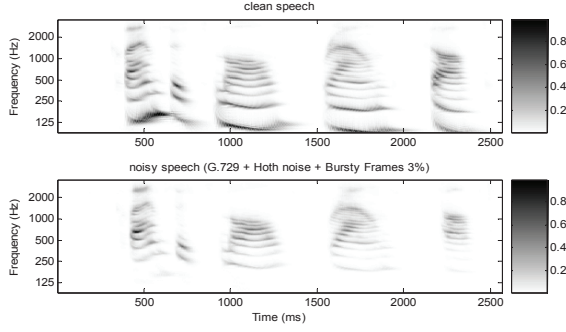 clean speech
Frequency (Hz)
2000
1000
500
250
125
500 1000 1500 2000 2500
0.8
0.6
0.4
0.2
noisy speech (G.729 + Hoth noise + Bursty Frames 3%)
Frequency (Hz)
2000
1000
500
250
125
500 1000 1500 2000 2500
Time (ms)
0.8
0.6
0.4
0.2